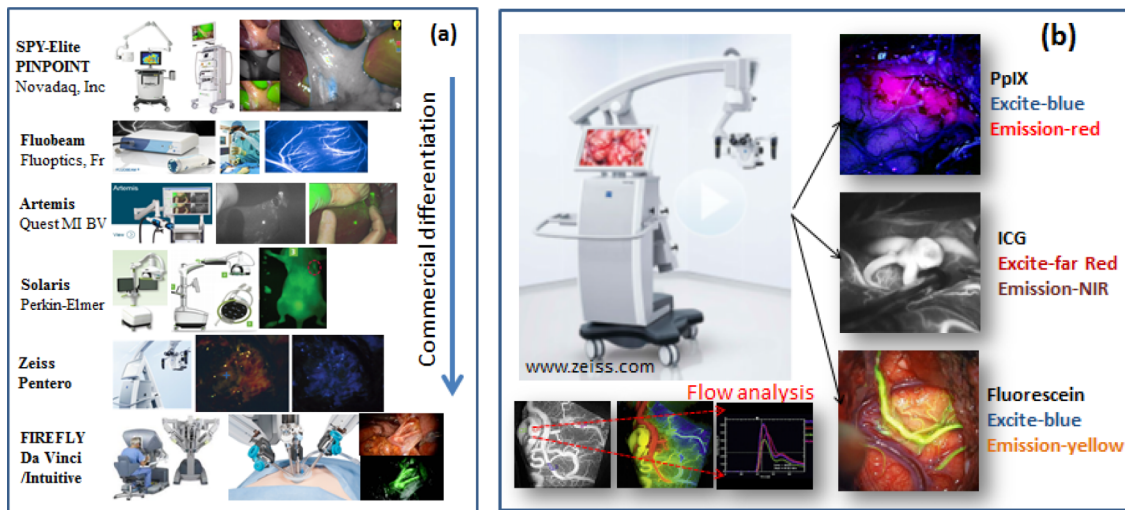 (a)
SPY-Elite
PINPOINT
Novadaq, Inc
Fluobeam
Fluoptics, Fr
Artemis
Quest MI BV
Artemis
View
Solaris
Perkin-Elmer
Zeiss
Pentero
FIREFLY
Da Vinci
/Intuitive
Commercial differentiation
(b)
www.zeiss.com
Flow analysis
PpIX
Excite-blue
Emission-red
ICG
Excite-far Red
Emission-NIR
Fluorescein
Excite-blue
Emission-yellow